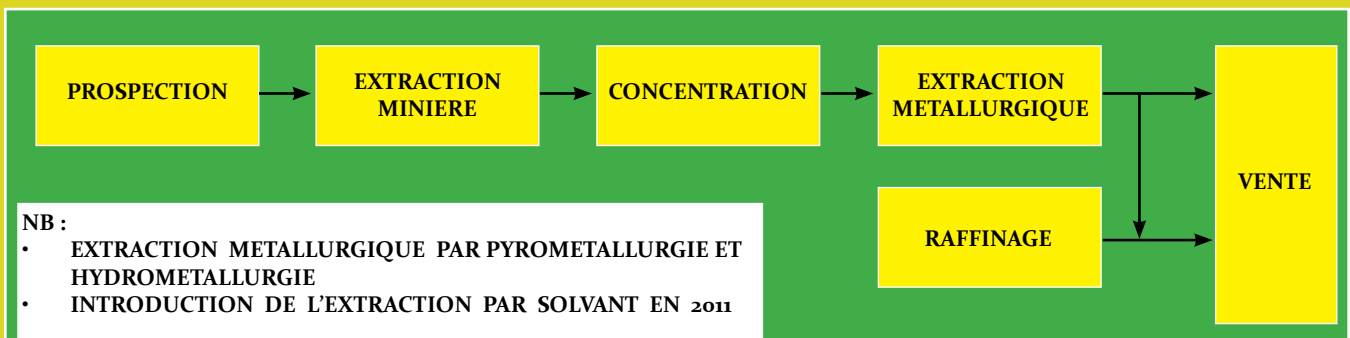 PROSPECTION
EXTRACTION
MINIERE
CONCENTRATION
EXTRACTION
METALLURGIQUE
VENTE
RAFFINAGE
NB :
• EXTRACTION METALLURGIQUE PAR PYROMETALLURGIE ET
HYDROMETALLURGIE
• INTRODUCTION DE L’EXTRACTION PAR SOLVANT EN 2011